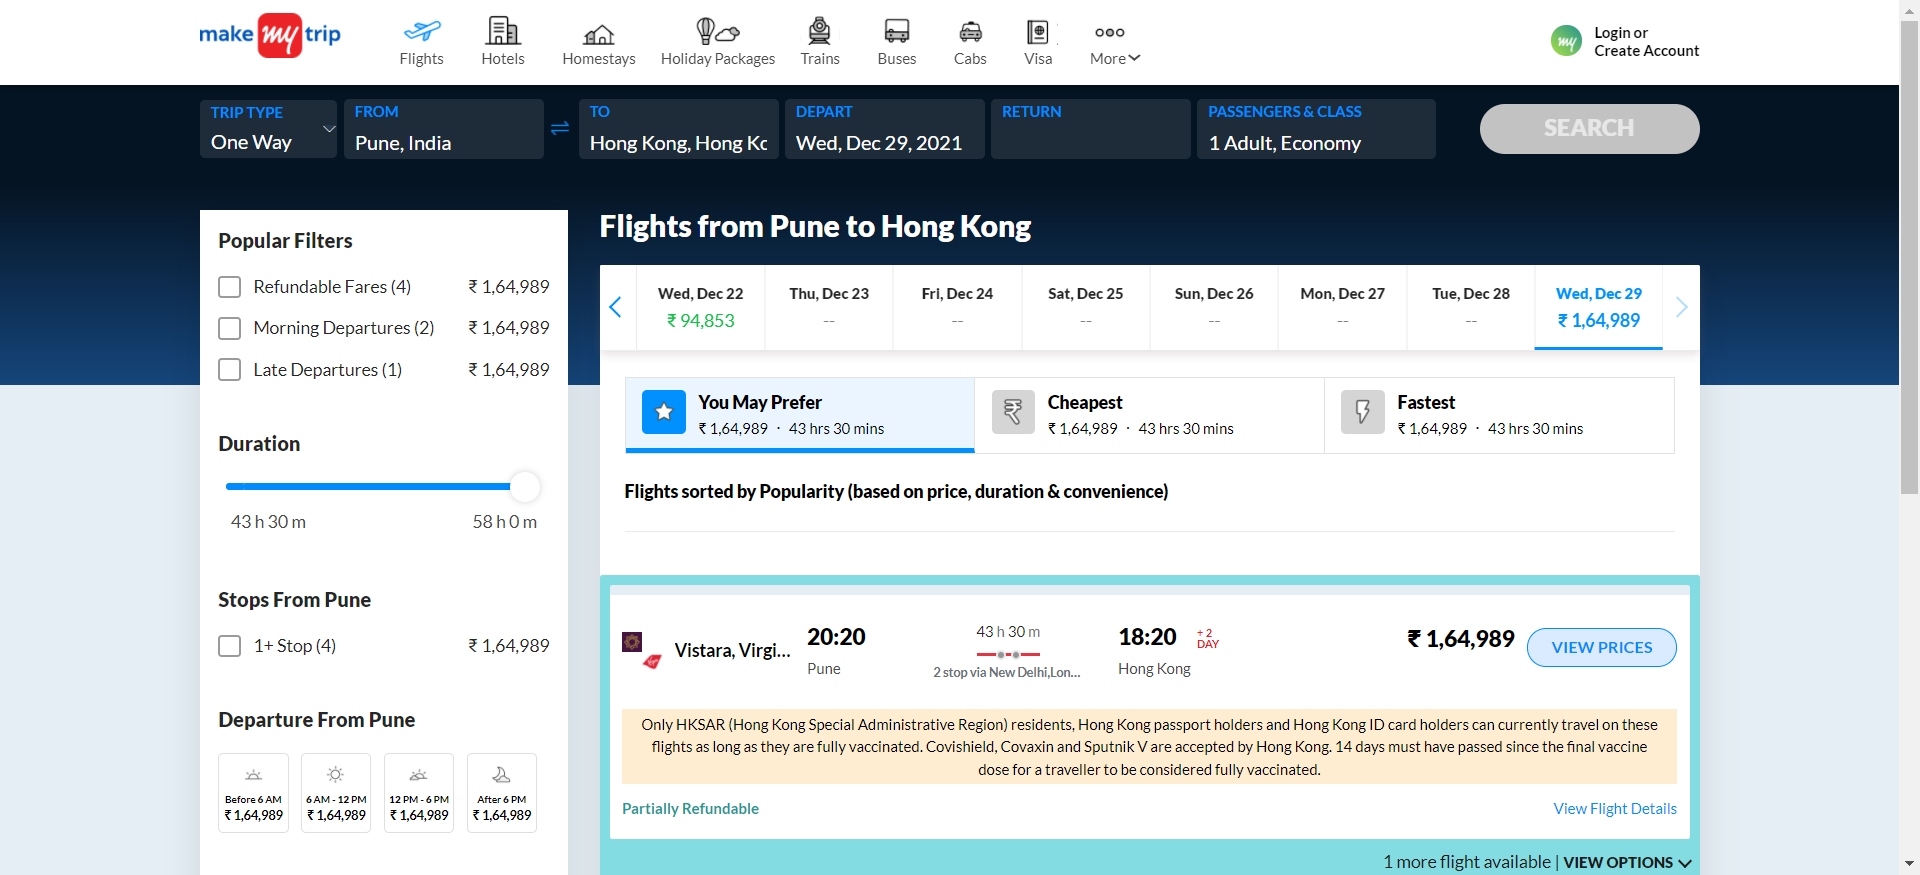 make my trip
Flights
Hotels
Homestays
Holiday Packages
Trains
Buses
Cabs
Visa
More
my
Login or
Create Account
TRIP TYPE
One Way
FROM
Pune, India
TO
Hong Kong, Hong Kc
DEPART
Wed, Dec 29, 2021
RETURN
PASSENGERS & CLASS
1 Adult, Economy
SEARCH
Popular Filters
Refundable Fares (4) ₹ 1,64,989
Morning Departures (2) ₹ 1,64,989
Late Departures (1) ₹ 1,64,989
Duration
43 h 30 m 58 h 0 m
Stops From Pune
1+ Stop (4) ₹ 1,64,989
Departure From Pune
Before 6 AM
₹ 1,64,989
6 AM - 12 PM
₹ 1,64,989
12 PM - 6 PM
₹ 1,64,989
After 6 PM
₹ 1,64,989
Flights from Pune to Hong Kong
Wed, Dec 22
₹ 94,853
Thu, Dec 23
--
Fri, Dec 24
--
Sat, Dec 25
--
Sun, Dec 26
--
Mon, Dec 27
--
Tue, Dec 28
--
Wed, Dec 29
₹ 1,64,989
You May Prefer
₹ 1,64,989 · 43 hrs 30 mins
Cheapest
₹ 1,64,989 · 43 hrs 30 mins
Fastest
₹ 1,64,989 · 43 hrs 30 mins
Flights sorted by Popularity (based on price, duration & convenience)
Vistara, Virgi...
20:20
Pune
43 h 30 m
2 stop via New Delhi,Lon...
18:20
+ 2
DAY
Hong Kong
₹ 1,64,989
VIEW PRICES
Only HKSAR (Hong Kong Special Administrative Region) residents, Hong Kong passport holders and Hong Kong ID card holders can currently travel on these
flights as long as they are fully vaccinated. Covishield, Covaxin and Sputnik V are accepted by Hong Kong. 14 days must have passed since the final vaccine
dose for a traveller to be considered fully vaccinated.
Partially Refundable
View Flight Details
1 more flight available | VIEW OPTIONS